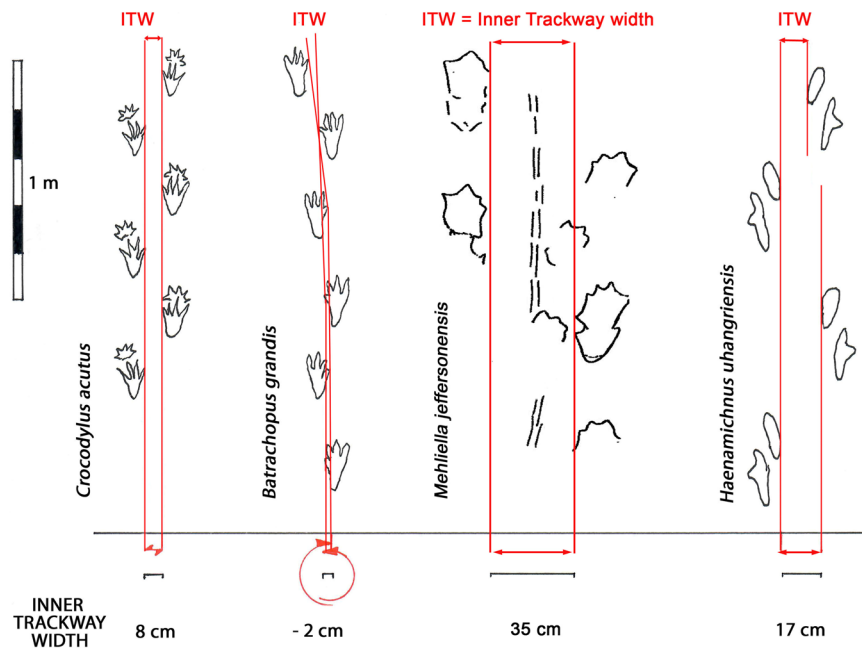 ITW
ITW
ITW = Inner Trackway width
ITW
1 m
Crocodylus acutus
Batrachopus grandis
Mehliella jeffersonensis
Haenamichnus uhangriensis
INNER
TRACKWAY
WIDTH
8 cm
- 2 cm
35 cm
17 cm